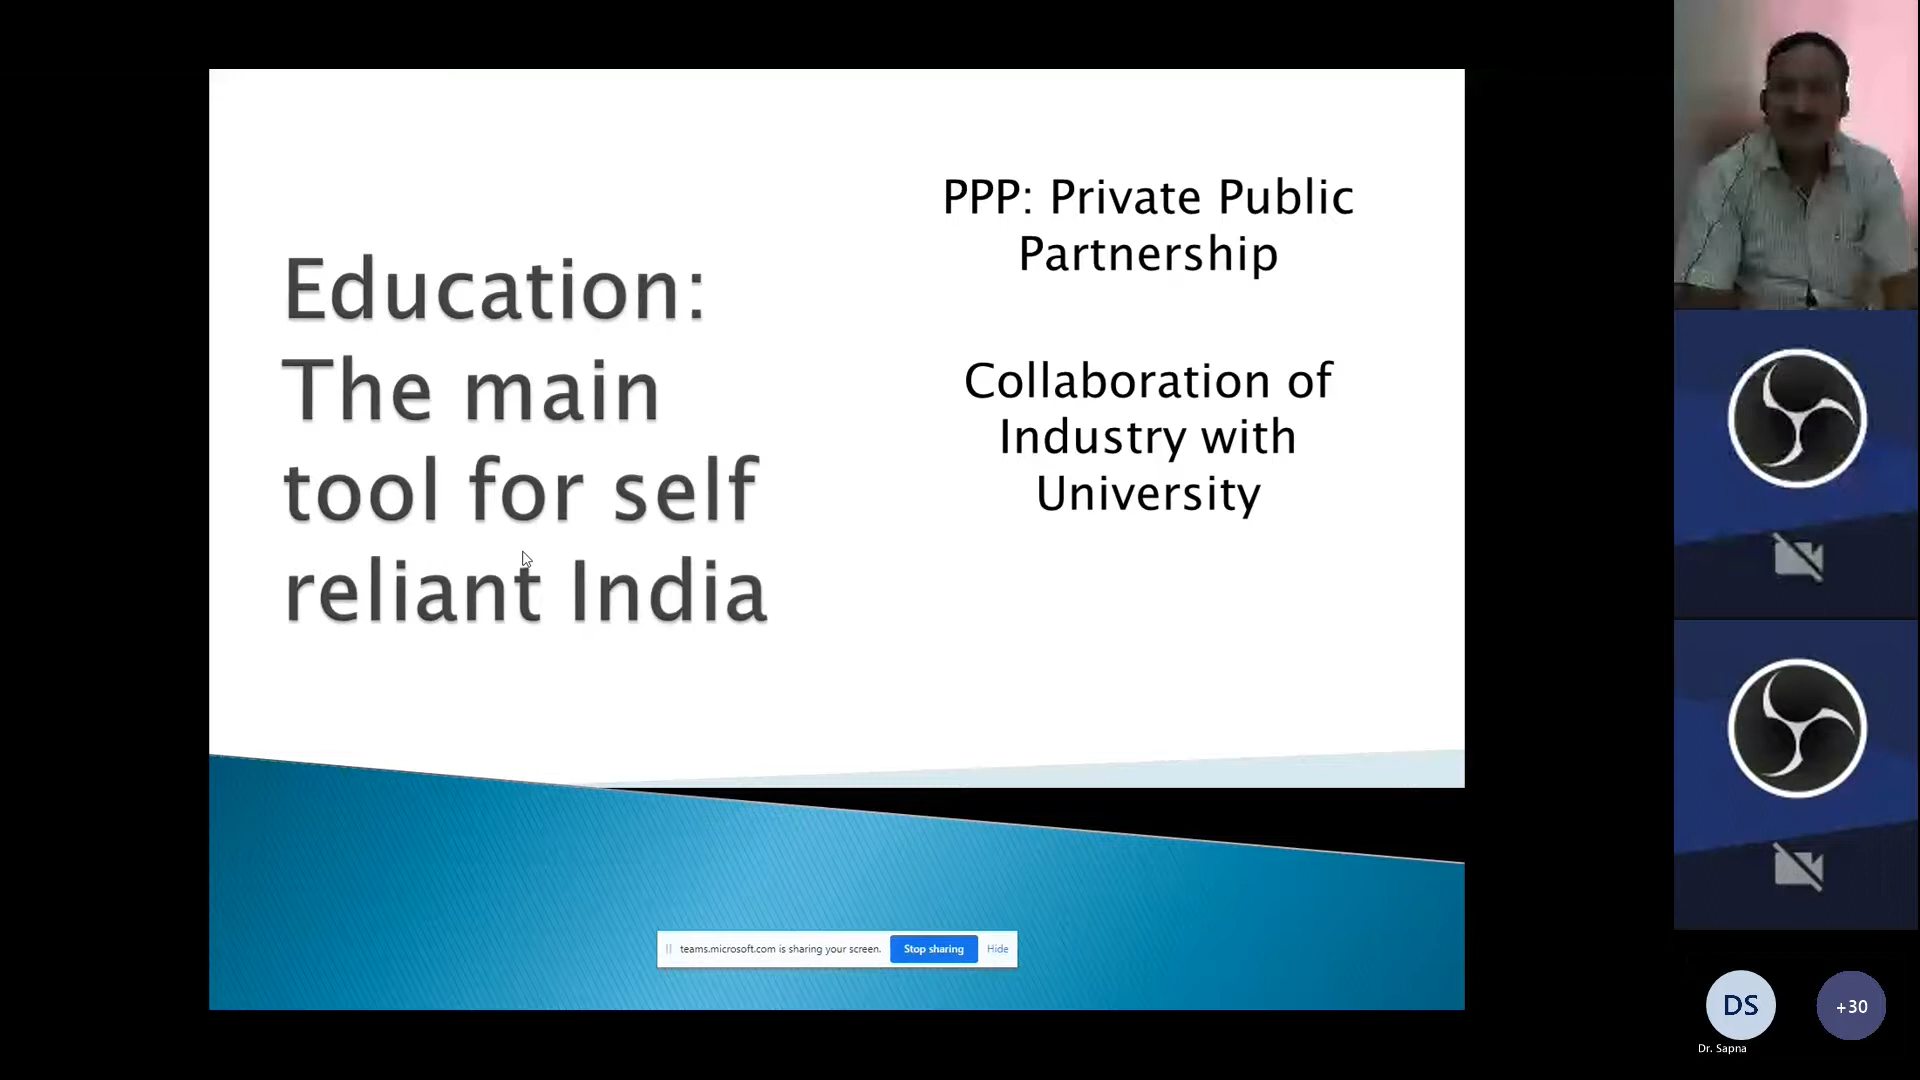 Education:
The main
tool for self
reliant India
PPP: Private Public
Partnership
Collaboration of
Industry with
University
teams.microsoft.com is sharing your screen.
Stop sharing
Hide
DS
Dr. Sapna
+30